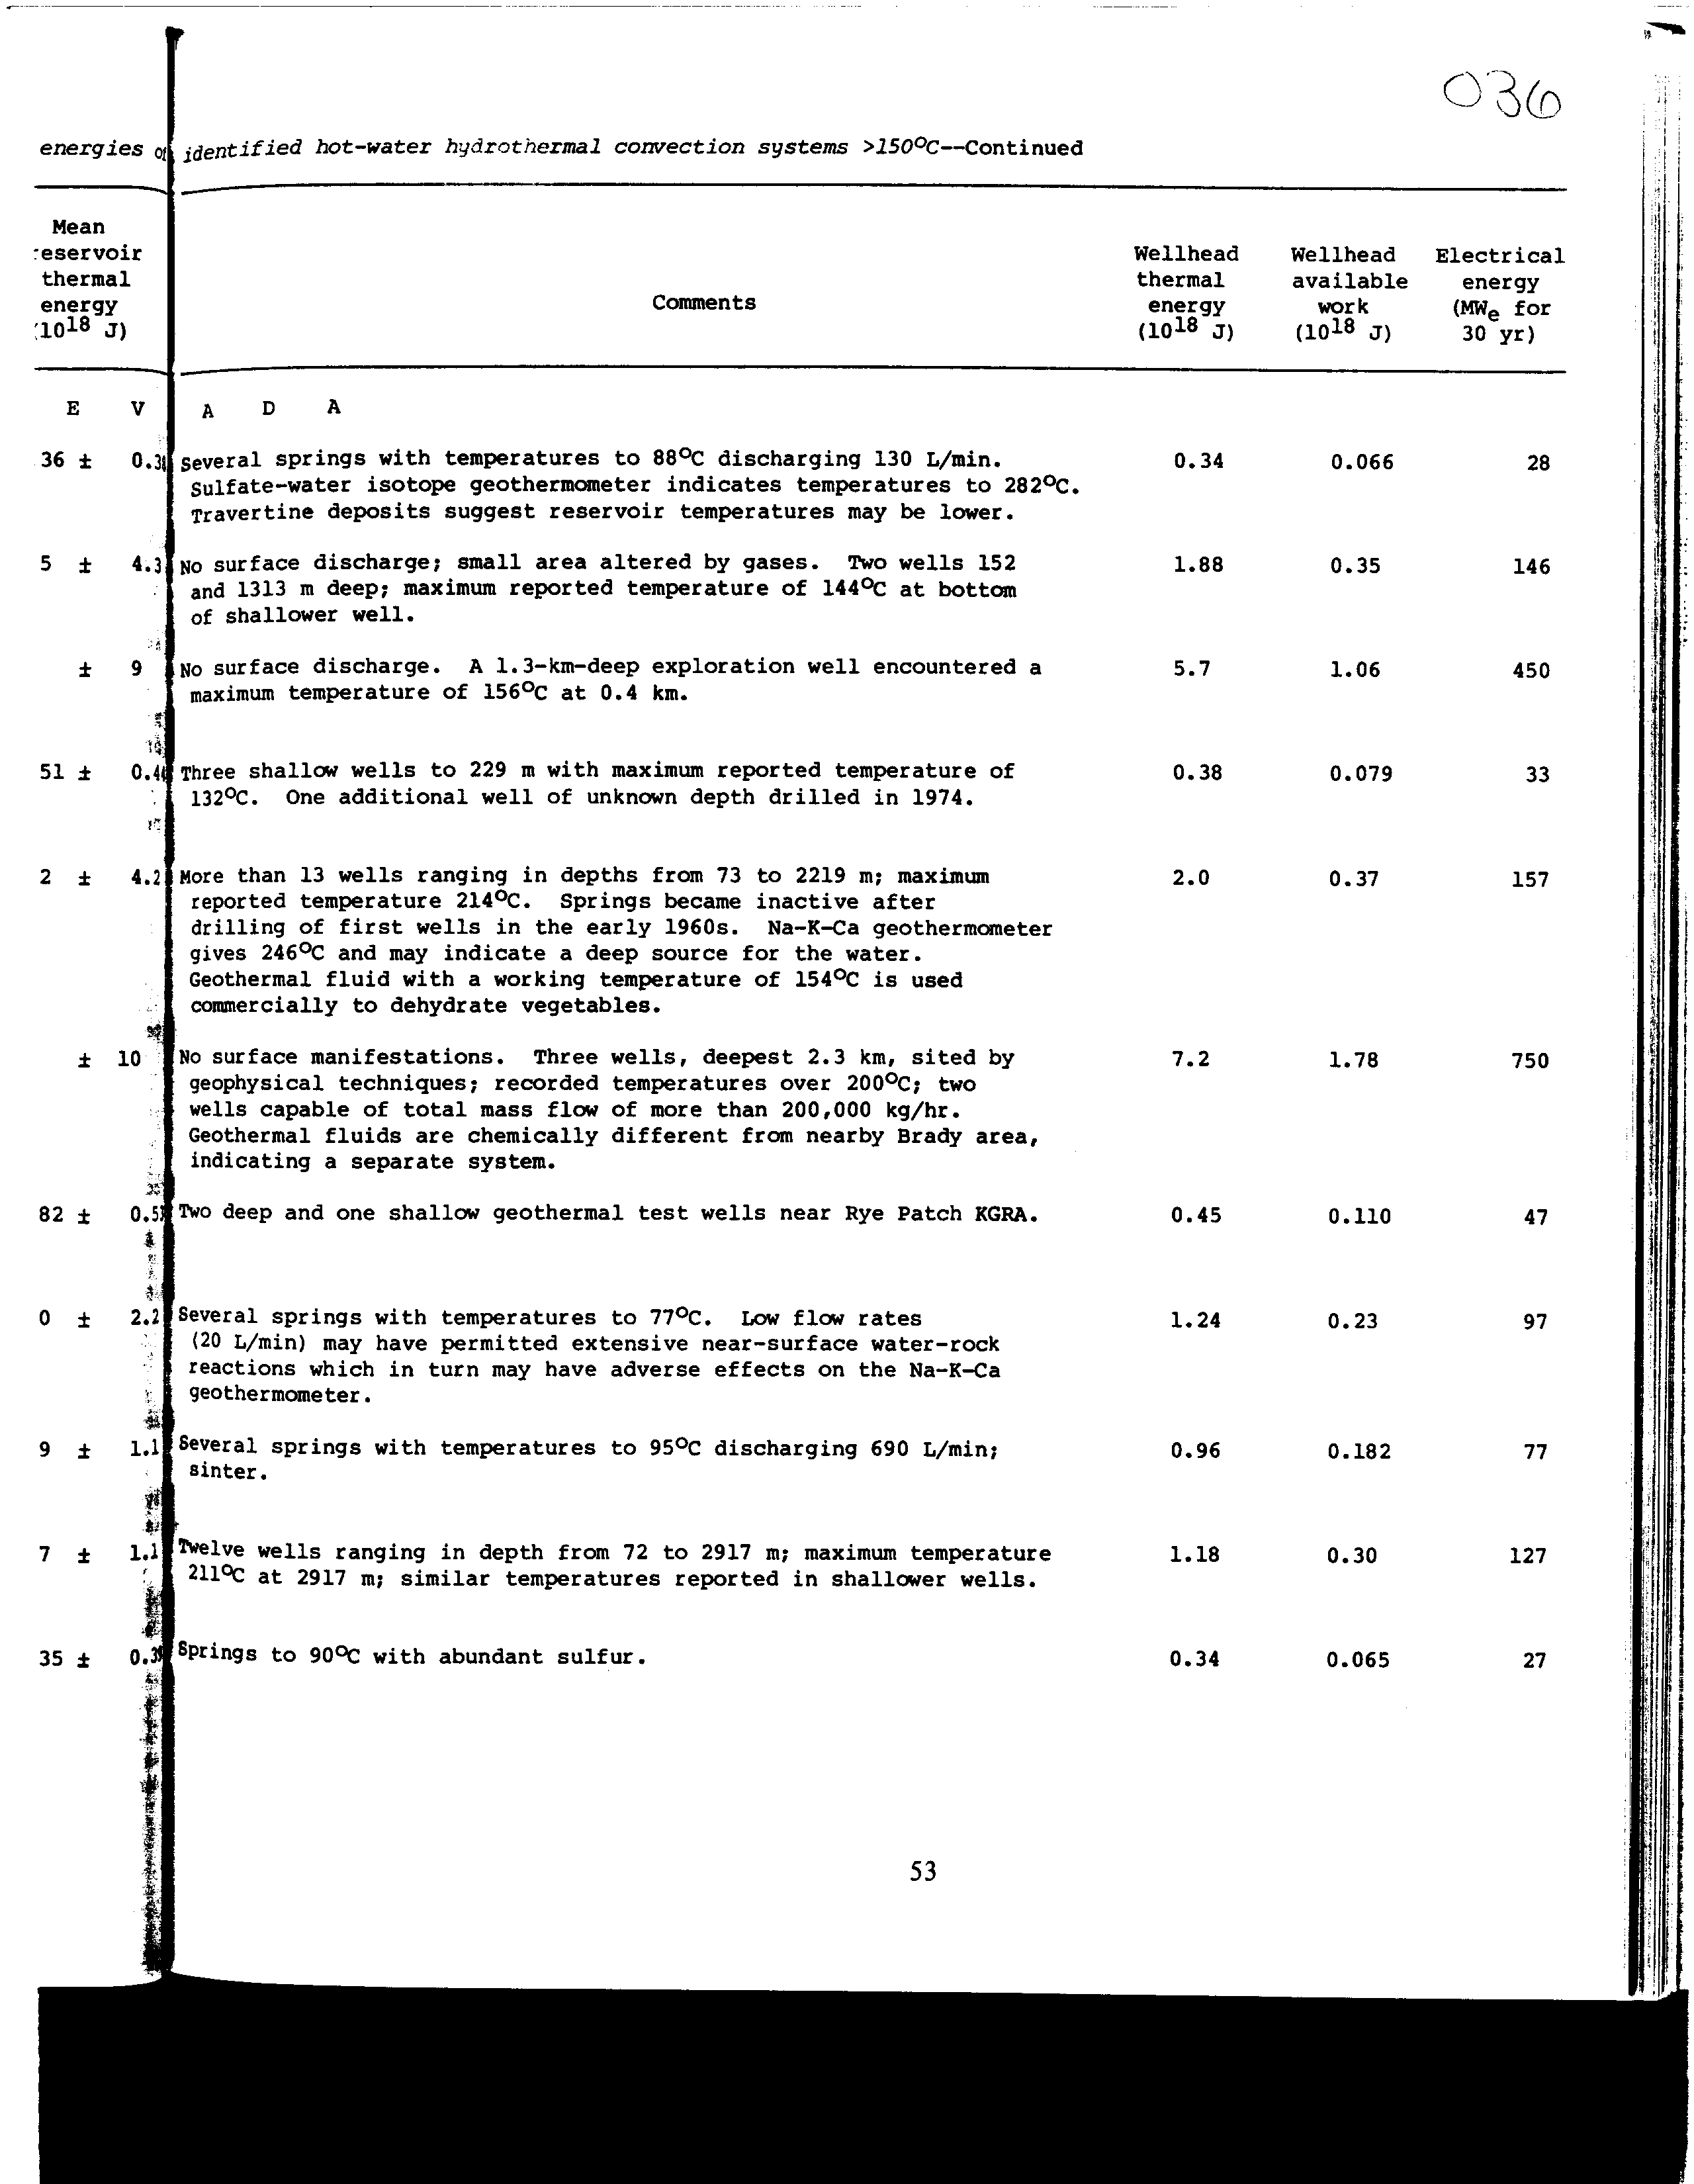 036
energies of identified hot-water hydrothermal convection systems >150°C--Continued
Mean
reservoir
thermal
energy
(10^18 J)
Comments
Wellhead
thermal
energy
(10^18 J)
Wellhead
available
work
(10^18 J)
Electrical
energy
(MWe for
30 yr)
E V A D A
36 ± 0.3 Several springs with temperatures to 88°C discharging 130 L/min. 0.34 0.066 28
Sulfate-water isotope geothermometer indicates temperatures to 282°C.
Travertine deposits suggest reservoir temperatures may be lower.
5 ± 4.3 No surface discharge; small area altered by gases. Two wells 152 1.88 0.35 146
and 1313 m deep; maximum reported temperature of 144°C at bottom
of shallower well.
± 9 No surface discharge. A 1.3-km-deep exploration well encountered a 5.7 1.06 450
maximum temperature of 156°C at 0.4 km.
51 ± 0.4 Three shallow wells to 229 m with maximum reported temperature of 0.38 0.079 33
132°C. One additional well of unknown depth drilled in 1974.
2 ± 4.2 More than 13 wells ranging in depths from 73 to 2219 m; maximum 2.0 0.37 157
reported temperature 214°C. Springs became inactive after
drilling of first wells in the early 1960s. Na-K-Ca geothermometer
gives 246°C and may indicate a deep source for the water.
Geothermal fluid with a working temperature of 154°C is used
commercially to dehydrate vegetables.
± 10 No surface manifestations. Three wells, deepest 2.3 km, sited by 7.2 1.78 750
geophysical techniques; recorded temperatures over 200°C; two
wells capable of total mass flow of more than 200,000 kg/hr.
Geothermal fluids are chemically different from nearby Brady area,
indicating a separate system.
82 ± 0.5 Two deep and one shallow geothermal test wells near Rye Patch KGRA. 0.45 0.110 47
0 ± 2.2 Several springs with temperatures to 77°C. Low flow rates 1.24 0.23 97
(20 L/min) may have permitted extensive near-surface water-rock
reactions which in turn may have adverse effects on the Na-K-Ca
geothermometer.
9 ± 1.1 Several springs with temperatures to 95°C discharging 690 L/min; 0.96 0.182 77
sinter.
7 ± 1.1 Twelve wells ranging in depth from 72 to 2917 m; maximum temperature 1.18 0.30 127
211°C at 2917 m; similar temperatures reported in shallower wells.
35 ± 0.3 Springs to 90°C with abundant sulfur. 0.34 0.065 27
53